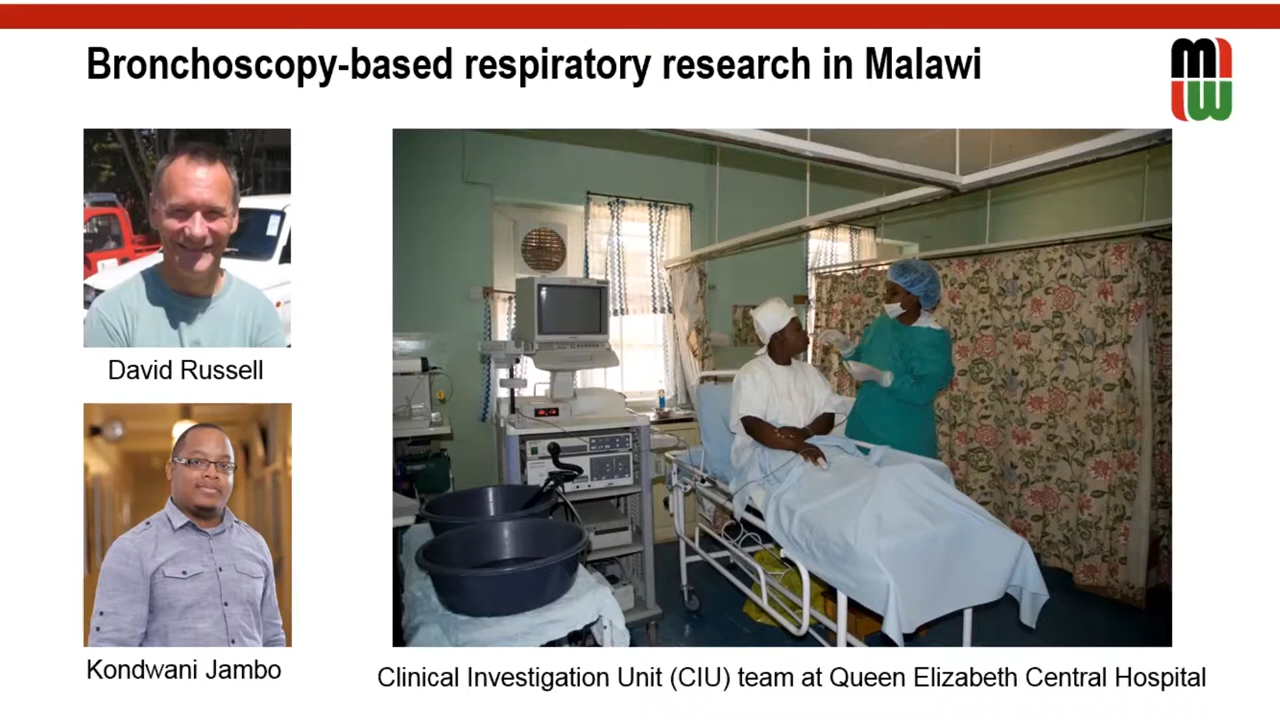 Bronchoscopy-based respiratory research in Malawi
mlw
David Russell
Kondwani Jambo
Clinical Investigation Unit (CIU) team at Queen Elizabeth Central Hospital